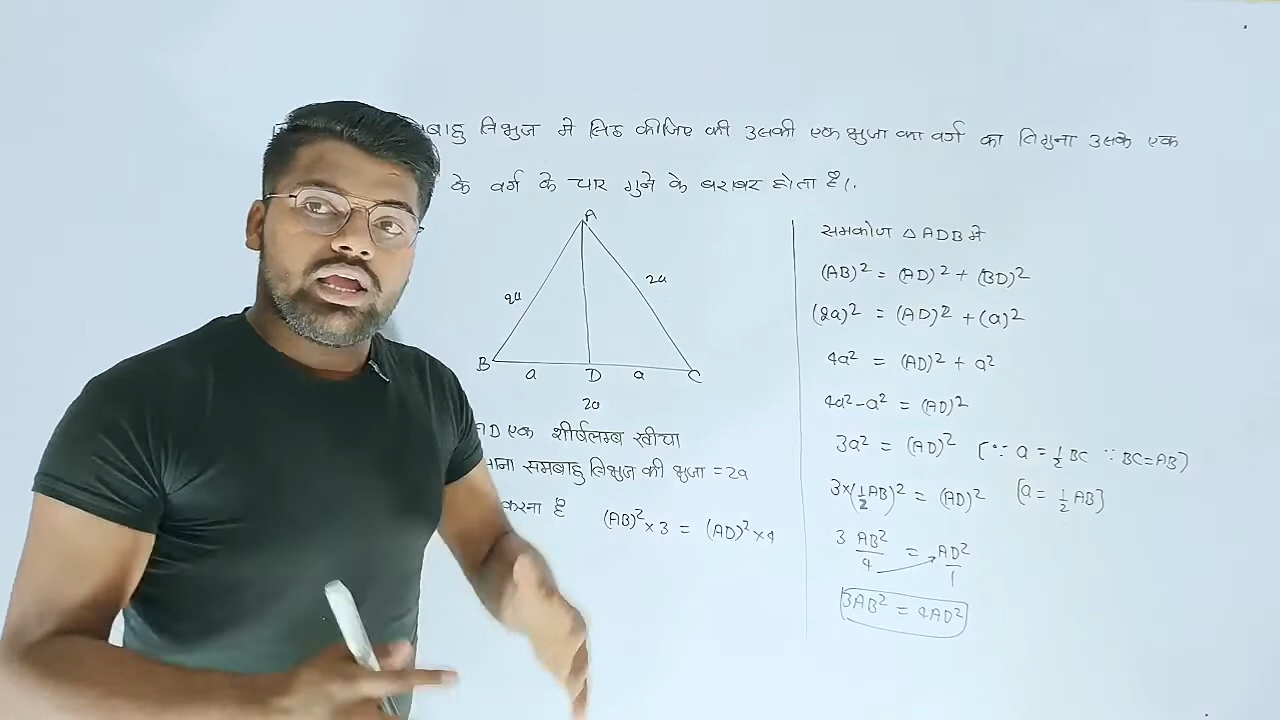 मबाहु त्रिभुज में सिद्ध कीजिए की उसकी एक भुजा का वर्ग का तिगुना उसके एक
के वर्ग के चार गुने के बराबर होता है।.
A
2a
2a
B
a
D
a
C
2a
AD एक शीर्षलम्ब खीचा
माना समबाहु त्रिभुज की भुजा = 2a
करना है (AB)² × 3 = (AD)² × 4
समकोण △ ADB में
(AB)² = (AD)² + (BD)²
(2a)² = (AD)² + (a)²
4a² = (AD)² + a²
4a² - a² = (AD)²
3a² = (AD)² [∵ a = 1/2 BC ∵ BC = AB)
3×(1/2 AB)² = (AD)² [a = 1/2 AB]
3 AB²/4 = AD²/1
3AB² = 4AD²